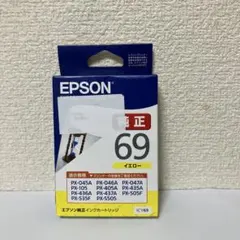 EPSON
純正
69
イエロー
PX-045A PX-046A PX-047A
PX-105 PX-405A PX-435A
PX-436A PX-437A PX-505F
PX-535F PX-S505
エプソン純正インクカートリッジ